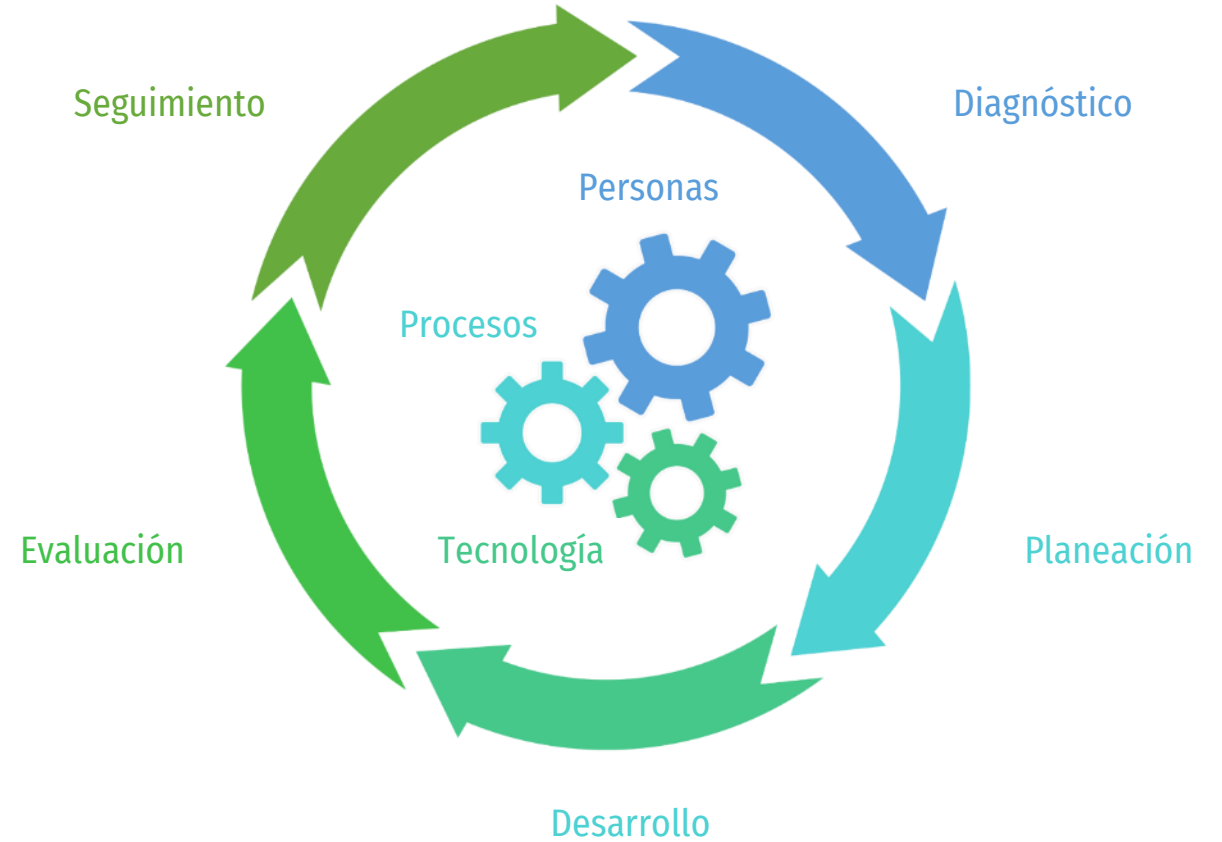 Seguimiento
Diagnóstico
Personas
Procesos
Evaluación
Tecnología
Planeación
Desarrollo